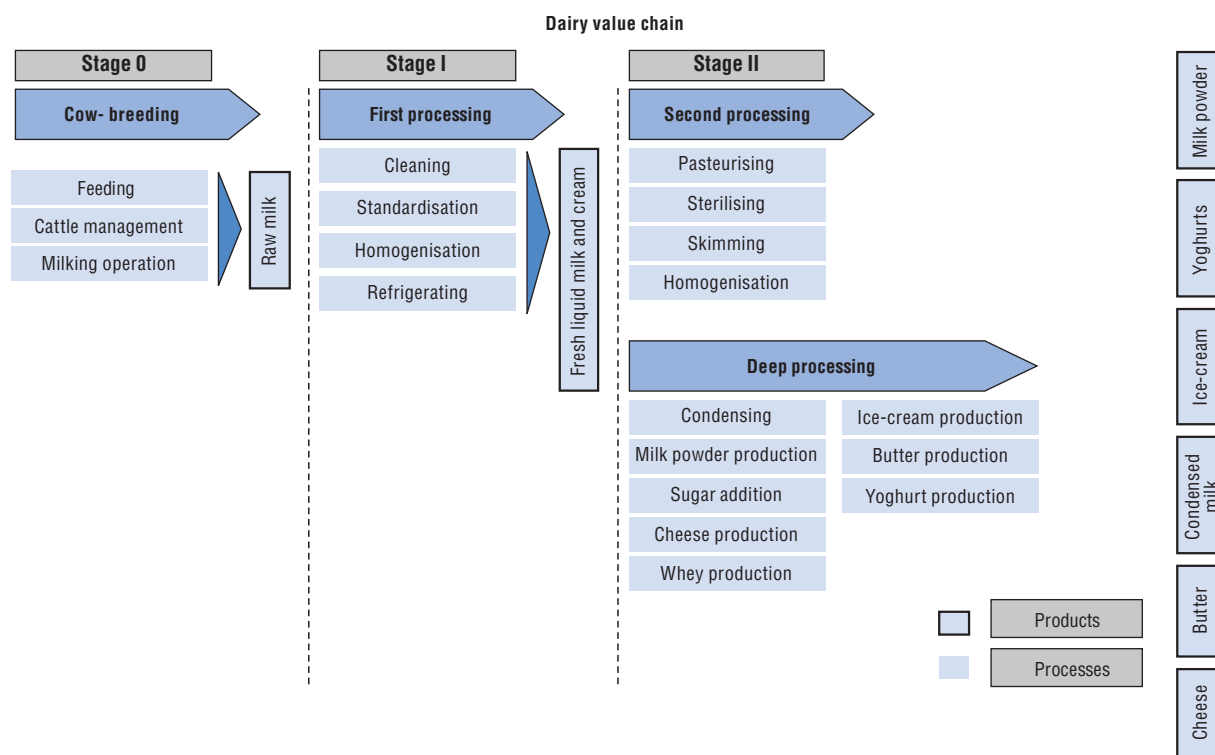 Dairy value chain
Stage 0
Stage I
Stage II
Cow- breeding
First processing
Second processing
Feeding
Cattle management
Milking operation
Raw milk
Cleaning
Standardisation
Homogenisation
Refrigerating
Fresh liquid milk and cream
Pasteurising
Sterilising
Skimming
Homogenisation
Deep processing
Condensing
Milk powder production
Sugar addition
Cheese production
Whey production
Ice-cream production
Butter production
Yoghurt production
Milk powder
Yoghurts
Ice-cream
Condensed
milk
Butter
Cheese
Products
Processes